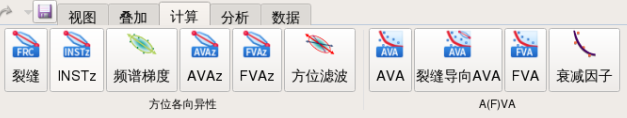 视图 叠加 计算 分析 数据
FRC INSTz AVAz FVAz AVA AVA FVA
裂缝 INSTz 频谱梯度 AVAz FVAz 方位滤波 AVA 裂缝导向AVA FVA 衰减因子
方位各向异性 A(F)VA